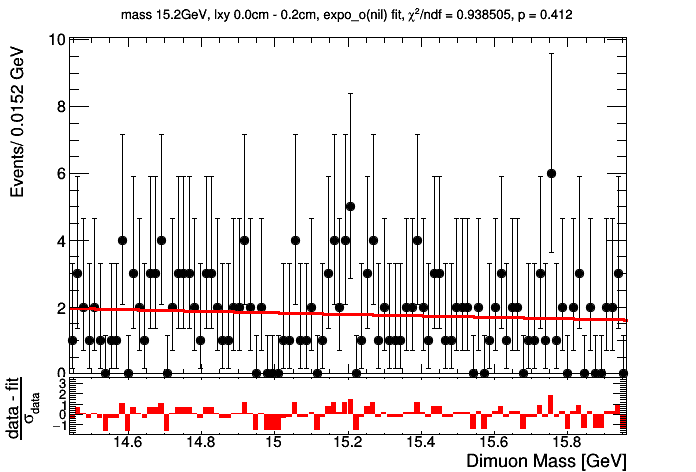 mass 15.2GeV, lxy 0.0cm - 0.2cm, expo_o(nil) fit, χ²/ndf = 0.938505, p = 0.412
Events/ 0.0152 GeV
10
8
6
4
2
0
data - fit
σdata
3
2
1
0
−1
14.6 14.8 15 15.2 15.4 15.6 15.8
Dimuon Mass [GeV]